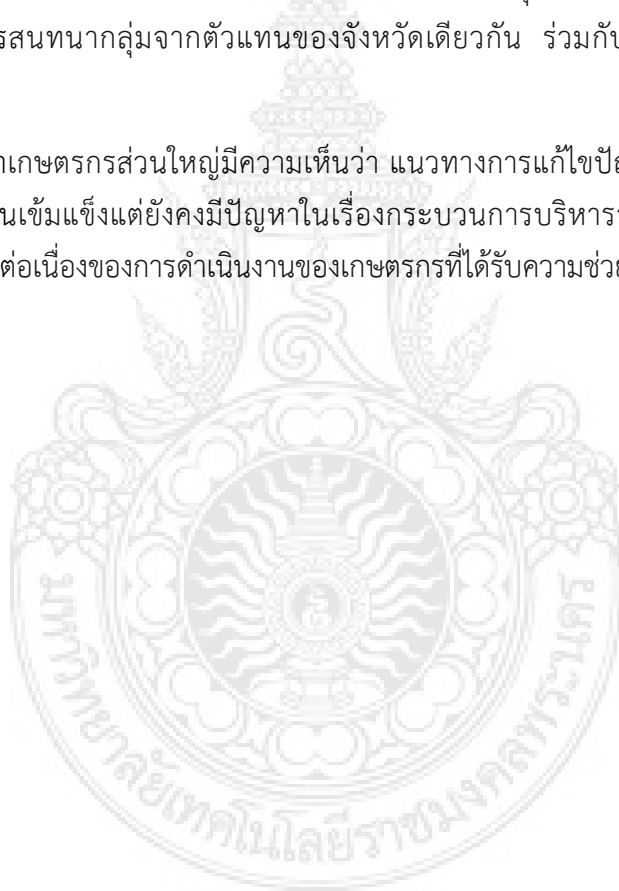 รสนทนากลุ่มจากตัวแทนของจังหวัดเดียวกัน ร่วมกับ
าเกษตรกรส่วนใหญ่มีความเห็นว่า แนวทางการแก้ไขปัญ
นเข้มแข็งแต่ยังคงมีปัญหาในเรื่องกระบวนการบริหาร
ต่อเนื่องของการดำเนินงานของเกษตรกรที่ได้รับความช่วย
มหาวิทยาลัยเทคโนโลยีราชมงคลพระนคร